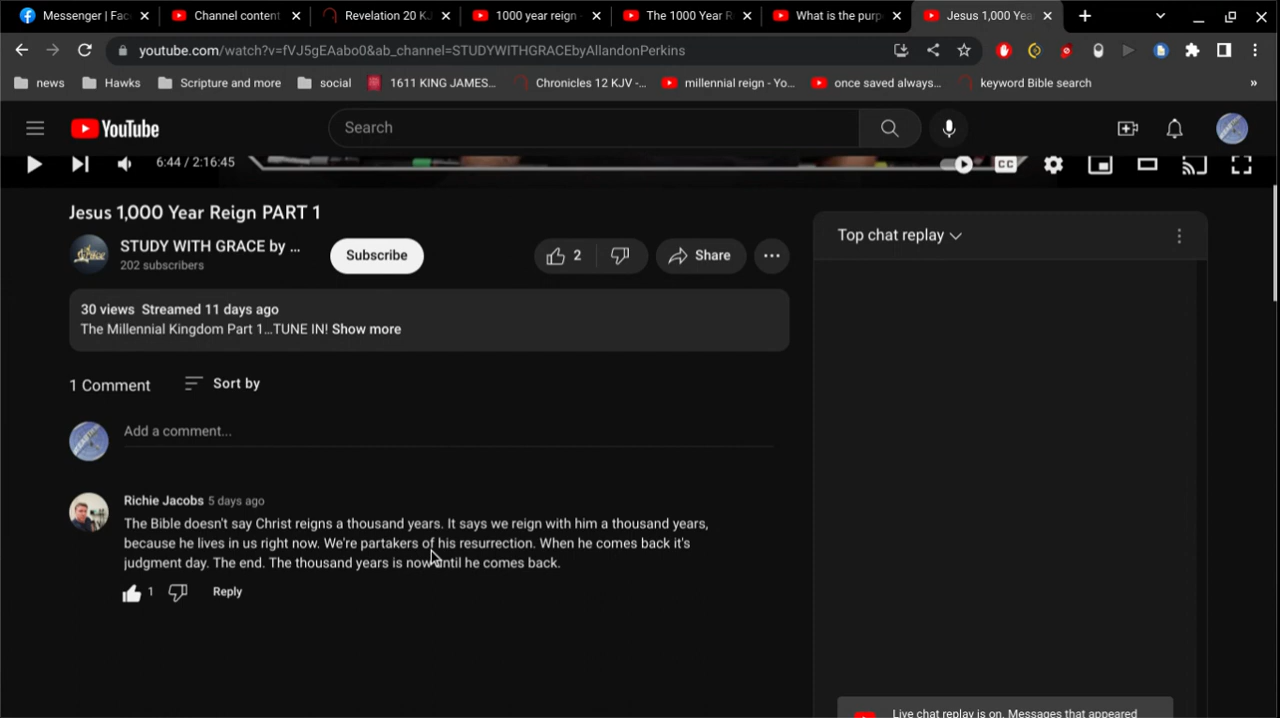 Messenger | Fac
Channel content
Revelation 20 KJ
1000 year reign -
The 1000 Year R
What is the purp
Jesus 1,000 Yea
youtube.com/watch?v=fVJ5gEAabo0&ab_channel=STUDYWITHGRACEbyAllandonPerkins
news
Hawks
Scripture and more
social
1611 KING JAMES...
Chronicles 12 KJV -...
millennial reign - Yo...
once saved always...
keyword Bible search
»
YouTube
Search
6:44 / 2:16:45
CC
Jesus 1,000 Year Reign PART 1
STUDY WITH GRACE by ...
202 subscribers
Subscribe
2
Share
Top chat replay
30 views Streamed 11 days ago
The Millennial Kingdom Part 1...TUNE IN! Show more
1 Comment
Sort by
Add a comment...
Richie Jacobs 5 days ago
The Bible doesn't say Christ reigns a thousand years. It says we reign with him a thousand years,
because he lives in us right now. We're partakers of his resurrection. When he comes back it's
judgment day. The end. The thousand years is now until he comes back.
1
Reply
Live chat replay is on. Messages that appeared